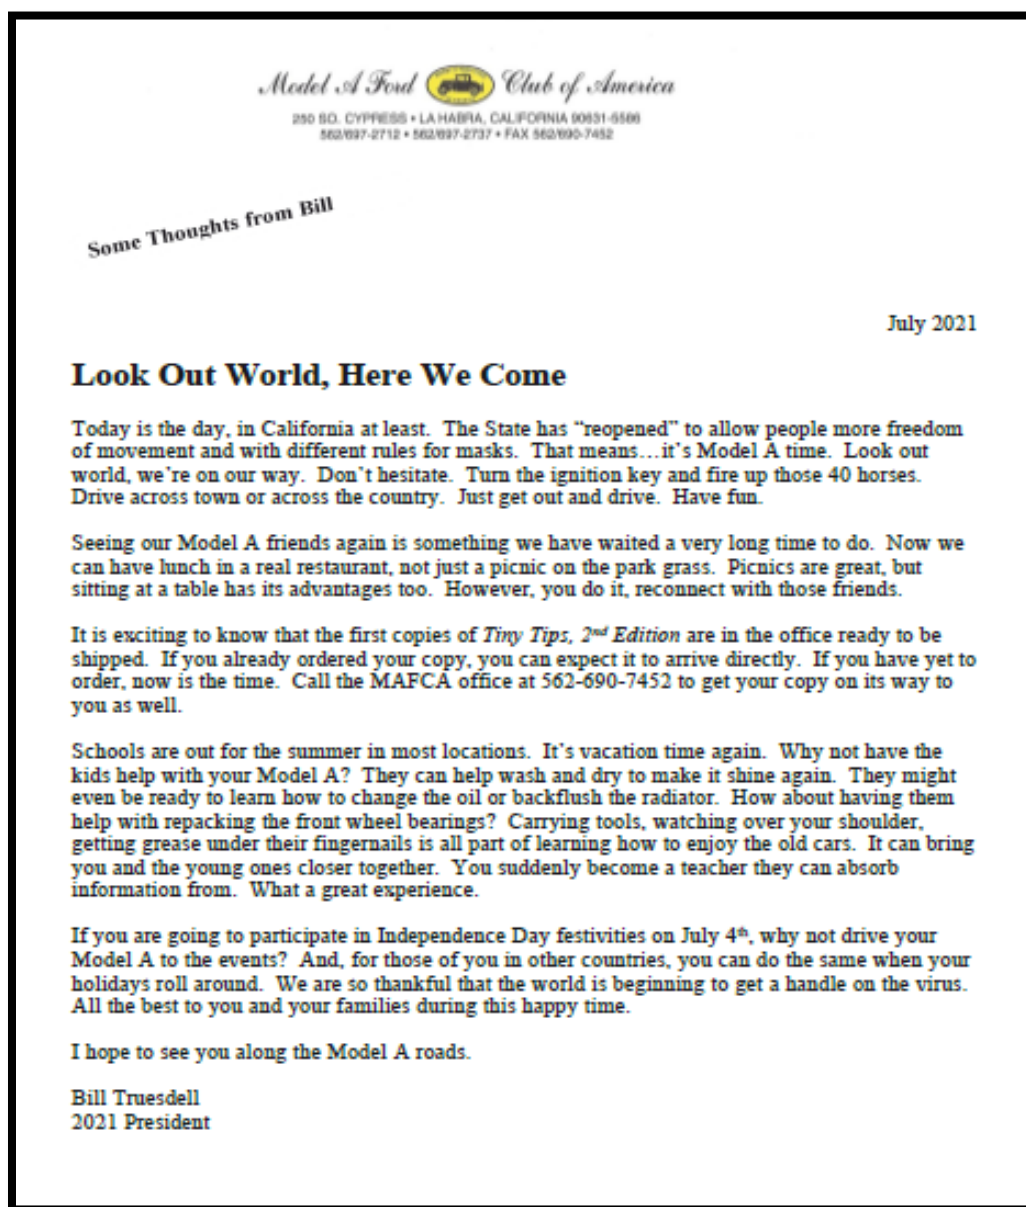 Model A Ford Club of America
250 SO. CYPRESS • LA HABRA, CALIFORNIA 90631-5586
562/697-2712 • 562/697-2737 • FAX 562/690-7452
Some Thoughts from Bill
July 2021
Look Out World, Here We Come
Today is the day, in California at least.  The State has “reopened” to allow people more freedom
of movement and with different rules for masks.  That means…it’s Model A time.  Look out
world, we’re on our way.  Don’t hesitate.  Turn the ignition key and fire up those 40 horses.
Drive across town or across the country.  Just get out and drive.  Have fun.
Seeing our Model A friends again is something we have waited a very long time to do.  Now we
can have lunch in a real restaurant, not just a picnic on the park grass.  Picnics are great, but
sitting at a table has its advantages too.  However, you do it, reconnect with those friends.
It is exciting to know that the first copies of Tiny Tips, 2nd Edition are in the office ready to be
shipped.  If you already ordered your copy, you can expect it to arrive directly.  If you have yet to
order, now is the time.  Call the MAFCA office at 562-690-7452 to get your copy on its way to
you as well.
Schools are out for the summer in most locations.  It’s vacation time again.  Why not have the
kids help with your Model A?  They can help wash and dry to make it shine again.  They might
even be ready to learn how to change the oil or backflush the radiator.  How about having them
help with repacking the front wheel bearings?  Carrying tools, watching over your shoulder,
getting grease under their fingernails is all part of learning how to enjoy the old cars.  It can bring
you and the young ones closer together.  You suddenly become a teacher they can absorb
information from.  What a great experience.
If you are going to participate in Independence Day festivities on July 4th, why not drive your
Model A to the events?  And, for those of you in other countries, you can do the same when your
holidays roll around.  We are so thankful that the world is beginning to get a handle on the virus.
All the best to you and your families during this happy time.
I hope to see you along the Model A roads.
Bill Truesdell
2021 President